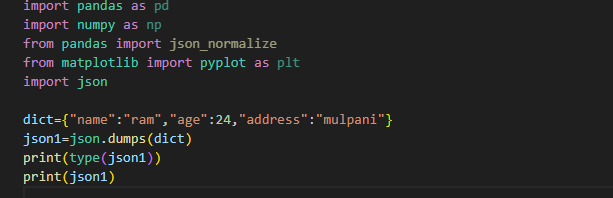 import pandas as pd
import numpy as np
from pandas import json_normalize
from matplotlib import pyplot as plt
import json
dict={"name":"ram","age":24,"address":"mulpani"}
json1=json.dumps(dict)
print(type(json1))
print(json1)